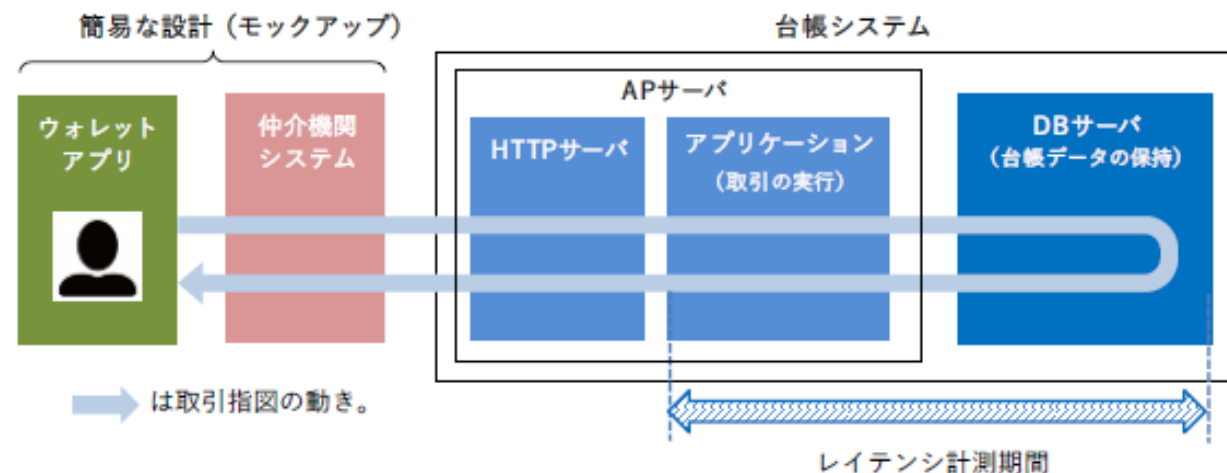 簡易な設計（モックアップ）
台帳システム
APサーバ
ウォレット
アプリ
仲介機関
システム
HTTPサーバ
アプリケーション
（取引の実行）
DBサーバ
（台帳データの保持）
は取引指図の動き。
レイテンシ計測期間